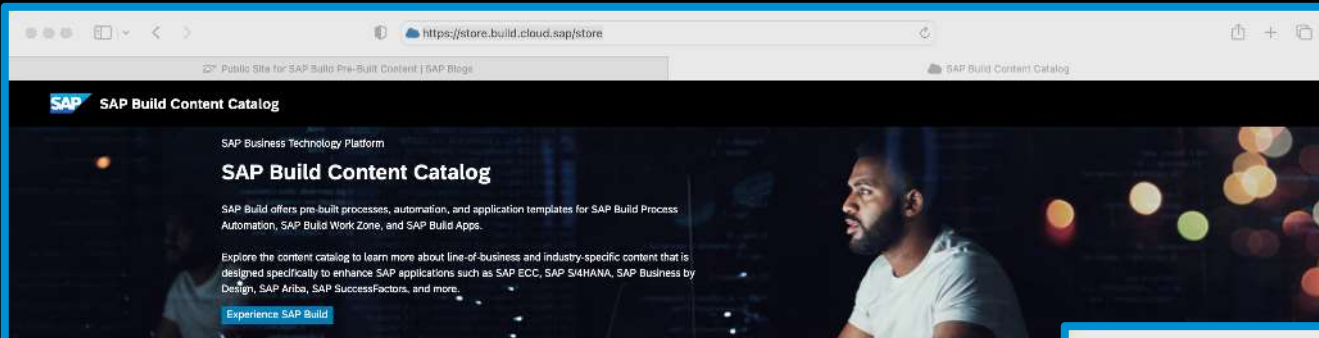 https://store.build.cloud.sap/store
Public Site for SAP Build Pre-Built Content | SAP Blogs
SAP Build Content Catalog
SAP SAP Build Content Catalog
SAP Business Technology Platform
SAP Build Content Catalog
SAP Build offers pre-built processes, automation, and application templates for SAP Build Process
Automation, SAP Build Work Zone, and SAP Build Apps.
Explore the content catalog to learn more about line-of-business and industry-specific content that is
designed specifically to enhance SAP applications such as SAP ECC, SAP S/4HANA, SAP Business by
Design, SAP Ariba, SAP SuccessFactors, and more.
Experience SAP Build